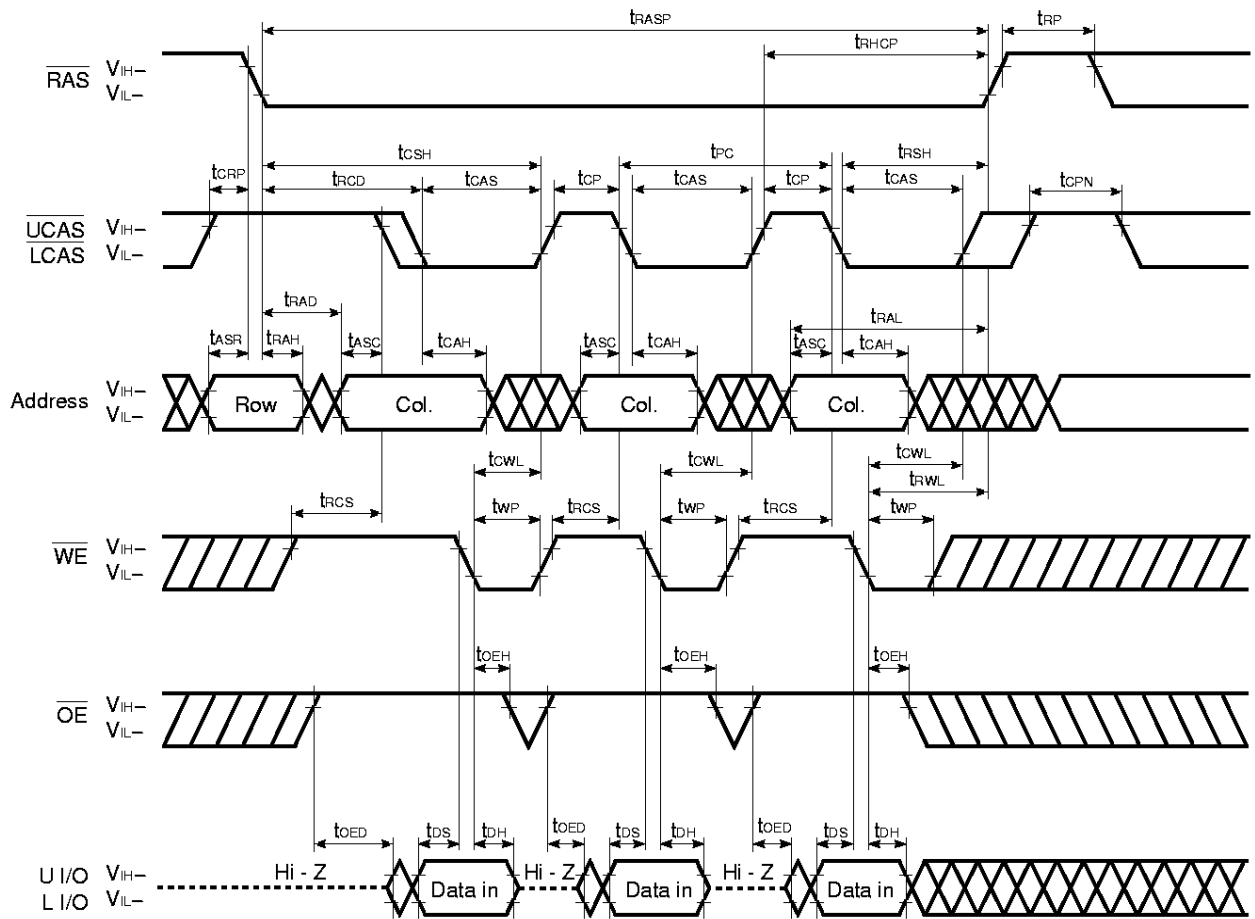 tRASP
tRHCP
tRP
RAS VIH–
VIL–
tCSH
tPC
tRSH
tCRP
tRCD
tCAS
tCP
tCAS
tCP
tCAS
tCPN
UCAS VIH–
LCAS VIL–
tRAD
tRAL
tASR
tRAH
tASC
tCAH
tASC
tCAH
tASC
tCAH
Address VIH–
VIL–
Row
Col.
Col.
Col.
tCWL
tCWL
tCWL
tRWL
tRCS
tWP
tRCS
tWP
tRCS
tWP
WE VIH–
VIL–
tOEH
tOEH
tOEH
OE VIH–
VIL–
tOED
tDS
tDH
tOED
tDS
tDH
tOED
tDS
tDH
U I/O VIH–
L I/O VIL–
Hi - Z
Data in
Hi - Z
Data in
Hi - Z
Data in